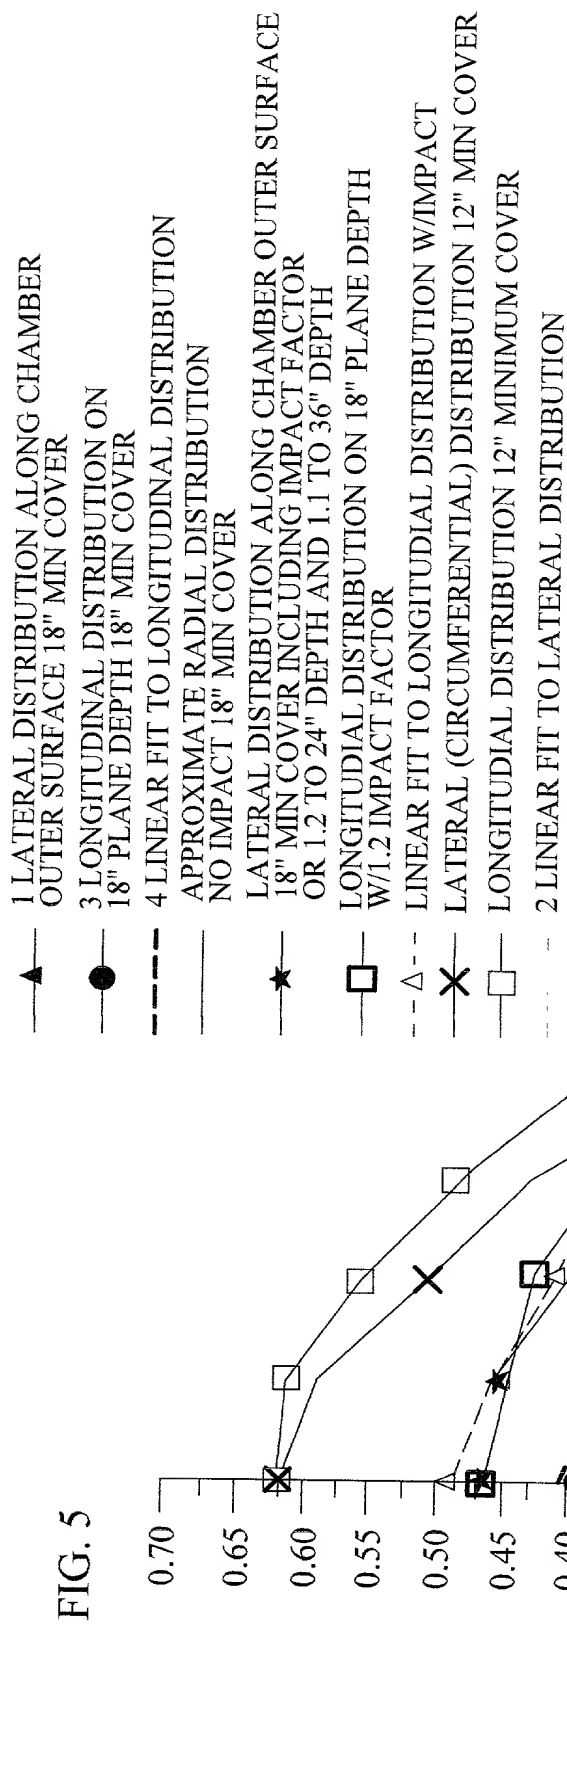 FIG. 5
0.70
0.65
0.60
0.55
0.50
0.45
0.40
1 LATERAL DISTRIBUTION ALONG CHAMBER
OUTER SURFACE 18" MIN COVER
3 LONGITUDINAL DISTRIBUTION ON
18" PLANE DEPTH 18" MIN COVER
4 LINEAR FIT TO LONGITUDINAL DISTRIBUTION
APPROXIMATE RADIAL DISTRIBUTION
NO IMPACT 18" MIN COVER
LATERAL DISTRIBUTION ALONG CHAMBER OUTER SURFACE
18" MIN COVER INCLUDING IMPACT FACTOR
OR 1.2 TO 24" DEPTH AND 1.1 TO 36" DEPTH
LONGITUDIAL DISTRIBUTION ON 18" PLANE DEPTH
W/1.2 IMPACT FACTOR
LINEAR FIT TO LONGITUDIAL DISTRIBUTION W/IMPACT
LATERAL (CIRCUMFERENTIAL) DISTRIBUTION 12" MIN COVER
LONGITUDIAL DISTRIBUTION 12" MINIMUM COVER
2 LINEAR FIT TO LATERAL DISTRIBUTION